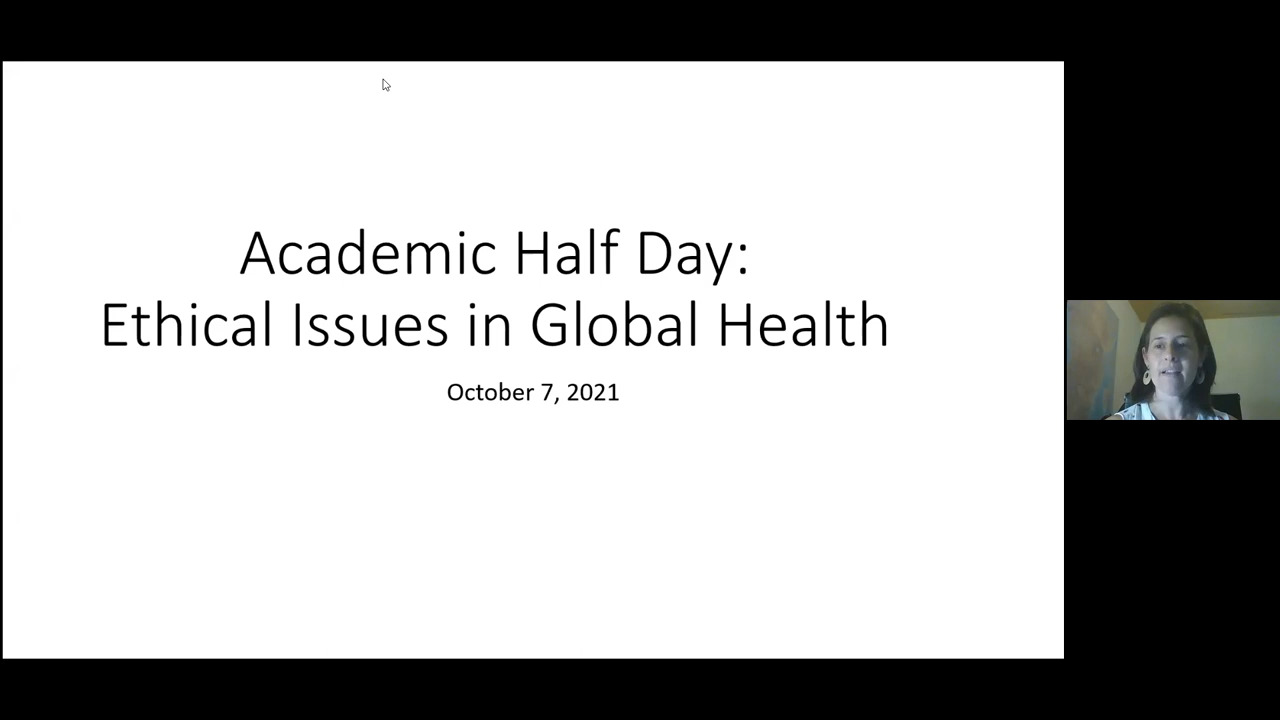 Academic Half Day:
Ethical Issues in Global Health
October 7, 2021